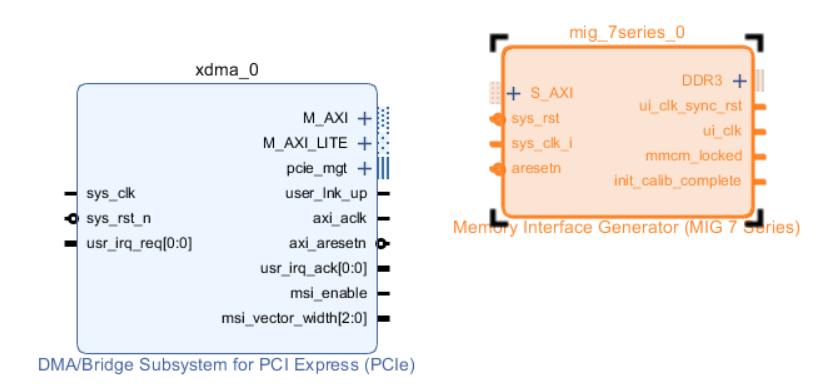 xdma_0
M_AXI
M_AXI_LITE
pcie_mgt
sys_clk
user_lnk_up
sys_rst_n
axi_aclk
usr_irq_req[0:0]
axi_aresetn
usr_irq_ack[0:0]
msi_enable
msi_vector_width[2:0]
DMA/Bridge Subsystem for PCI Express (PCIe)
mig_7series_0
DDR3
S_AXI
ui_clk_sync_rst
sys_rst
ui_clk
sys_clk_i
mmcm_locked
aresetn
init_calib_complete
Memory Interface Generator (MIG 7 Series)